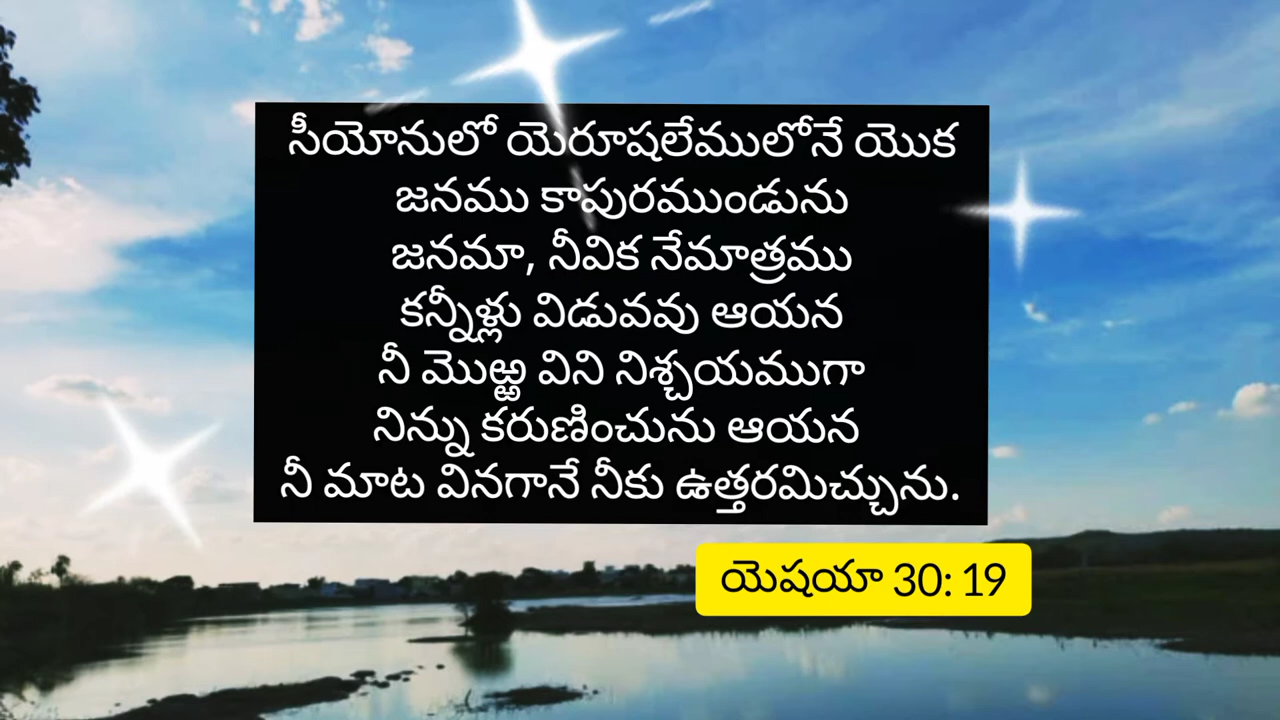 సీయోనులో యెరూషలేములోనే యొక
జనము కాపురముండును
జనమా, నీవిక నేమాత్రము
కన్నీళ్లు విడువవు ఆయన
నీ మొఱ్ఱ విని నిశ్చయముగా
నిన్ను కరుణించును ఆయన
నీ మాట వినగానే నీకు ఉత్తరమిచ్చును.
యెషయా 30: 19